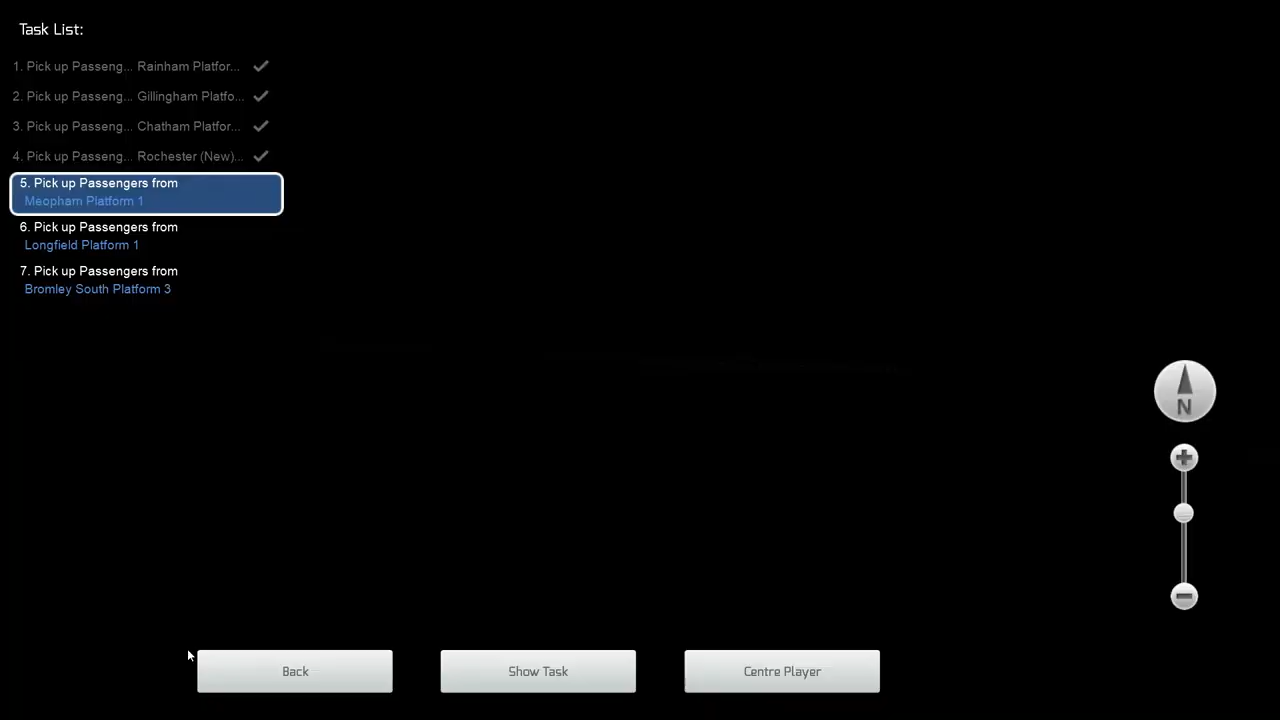 Task List:
1. Pick up Passeng... Rainham Platfor...
2. Pick up Passeng... Gillingham Platfo...
3. Pick up Passeng... Chatham Platfor...
4. Pick up Passeng... Rochester (New)...
5. Pick up Passengers from
Meopham Platform 1
6. Pick up Passengers from
Longfield Platform 1
7. Pick up Passengers from
Bromley South Platform 3
N
Back
Show Task
Centre Player